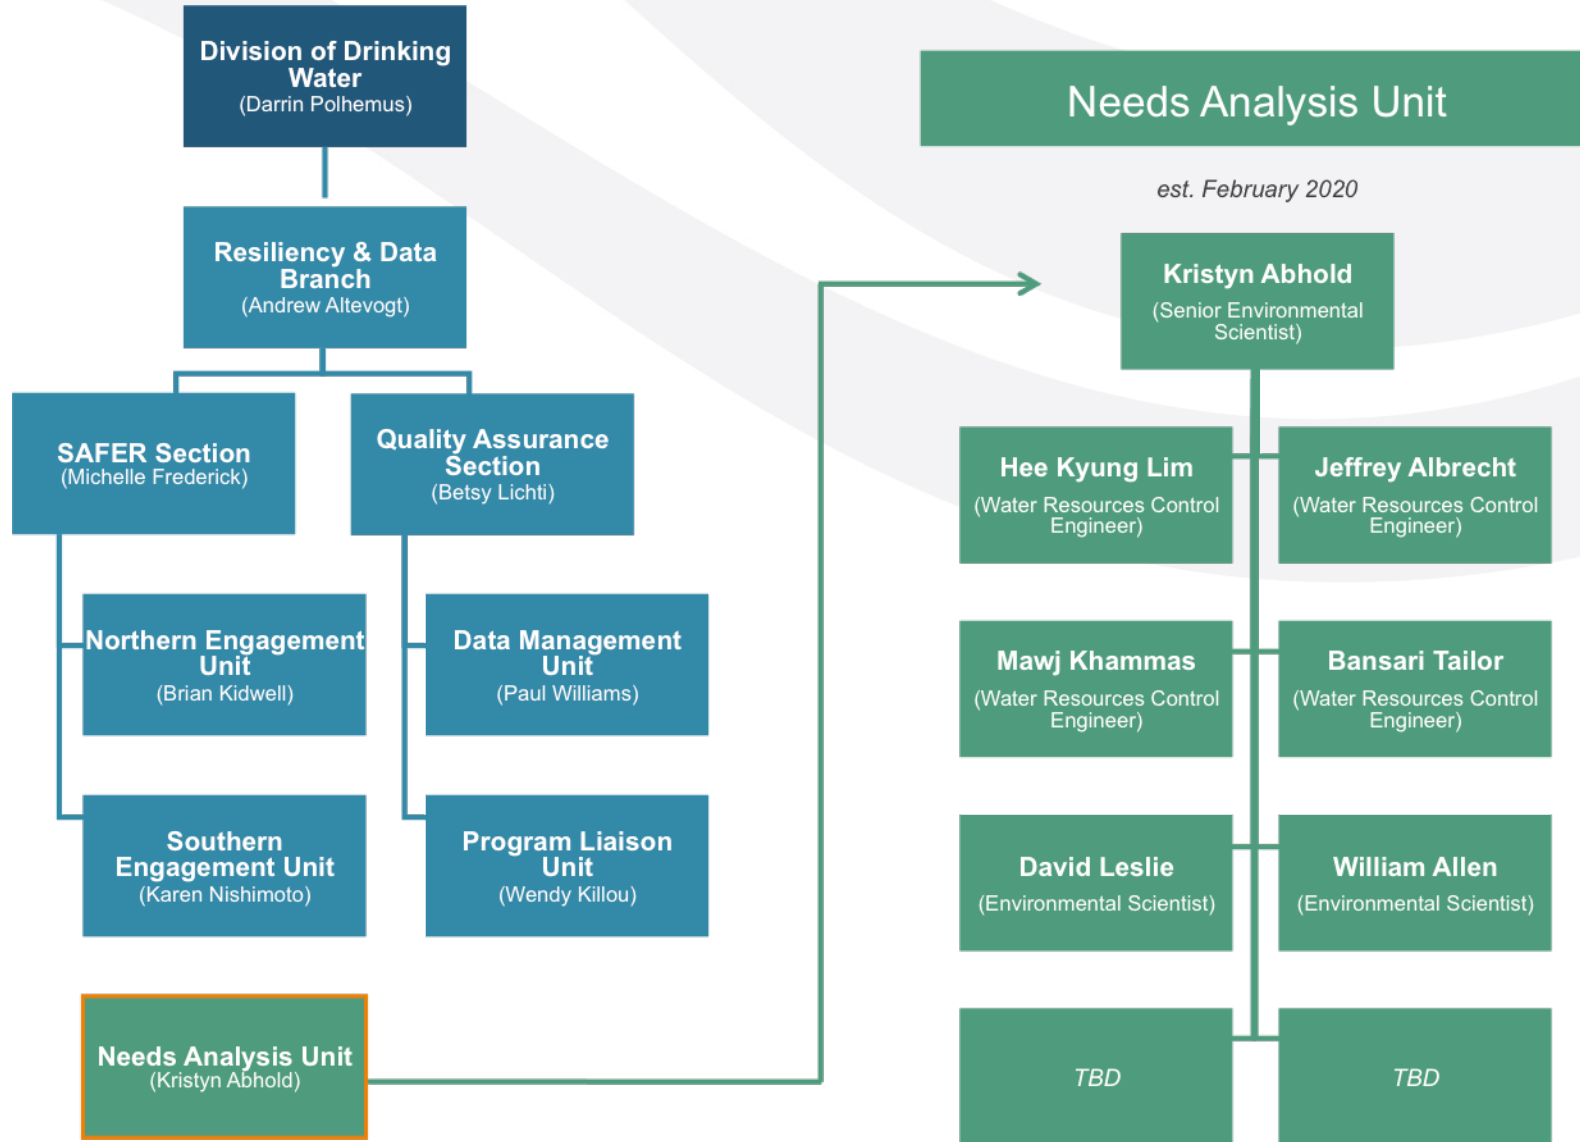 Division of Drinking
Water
(Darrin Polhemus)
Resiliency & Data
Branch
(Andrew Altevogt)
SAFER Section
(Michelle Frederick)
Quality Assurance
Section
(Betsy Lichti)
Northern Engagement
Unit
(Brian Kidwell)
Data Management
Unit
(Paul Williams)
Southern
Engagement Unit
(Karen Nishimoto)
Program Liaison
Unit
(Wendy Killou)
Needs Analysis Unit
(Kristyn Abhold)
Needs Analysis Unit
est. February 2020
Kristyn Abhold
(Senior Environmental
Scientist)
Hee Kyung Lim
(Water Resources Control
Engineer)
Jeffrey Albrecht
(Water Resources Control
Engineer)
Mawj Khammas
(Water Resources Control
Engineer)
Bansari Tailor
(Water Resources Control
Engineer)
David Leslie
(Environmental Scientist)
William Allen
(Environmental Scientist)
TBD
TBD